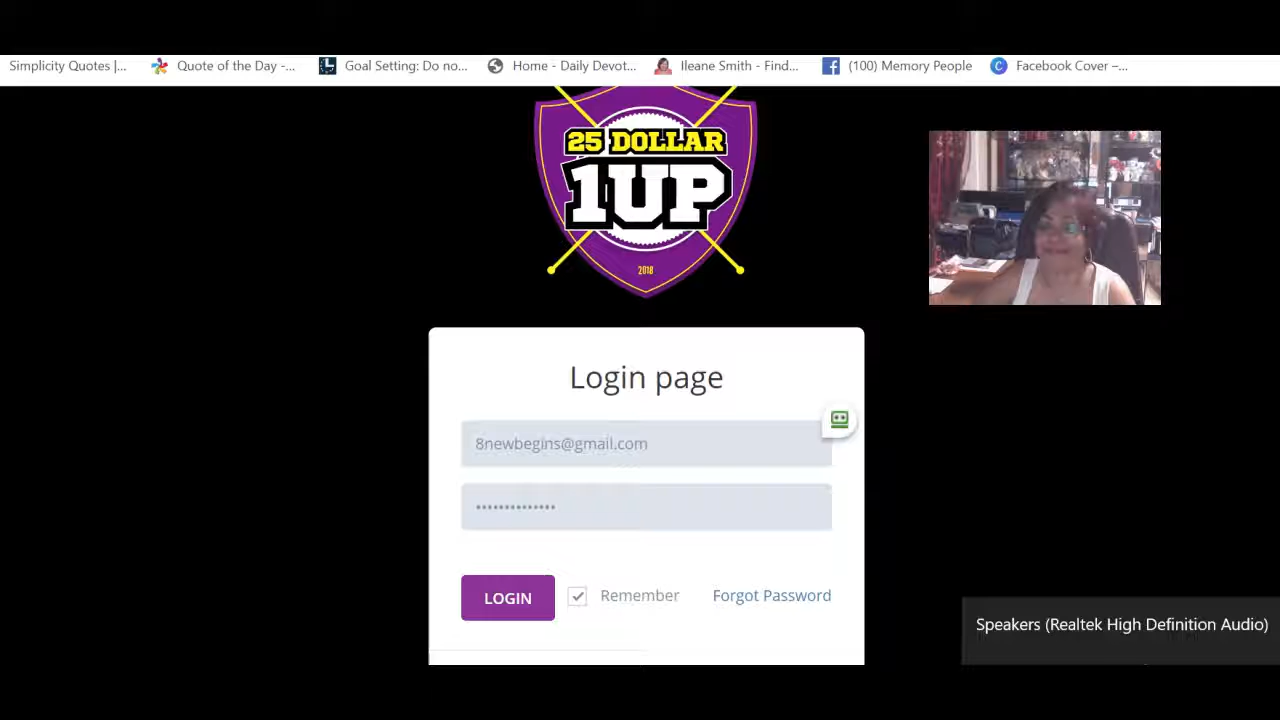 Simplicity Quotes |... Quote of the Day -... Goal Setting: Do no... Home - Daily Devot... Ileane Smith - Find... (100) Memory People Facebook Cover –...
25 DOLLAR
1UP
2018
Login page
8newbegins@gmail.com
LOGIN Remember Forgot Password
Speakers (Realtek High Definition Audio)